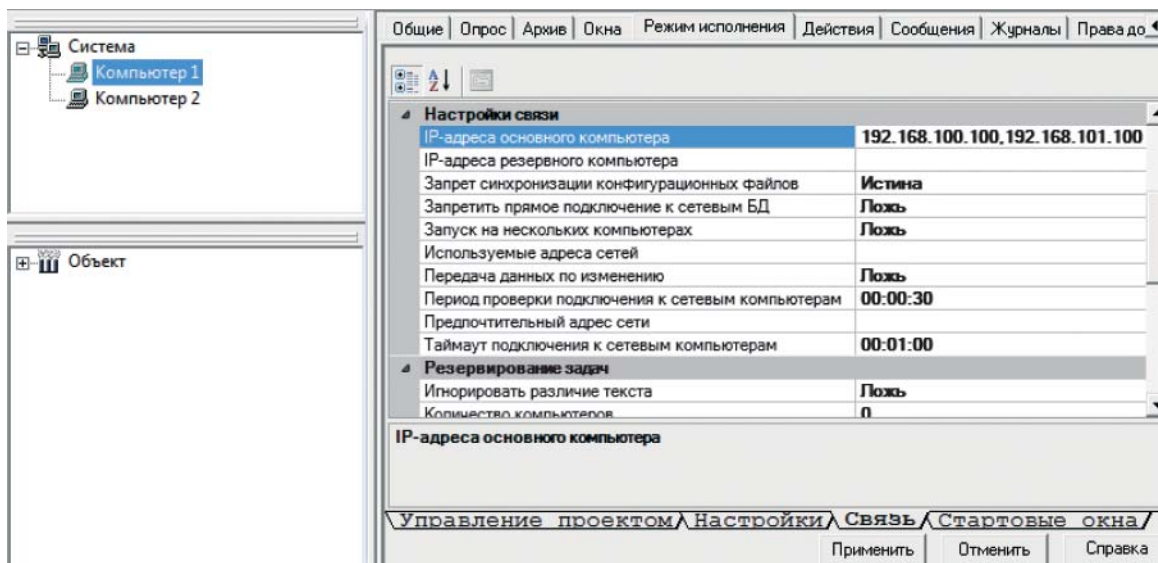 Система
Компьютер 1
Компьютер 2
Объект
Общие Опрос Архив Окна Режим исполнения Действия Сообщения Журналы Права до
Настройки связи
IP-адреса основного компьютера 192.168.100.100,192.168.101.100
IP-адреса резервного компьютера
Запрет синхронизации конфигурационных файлов Истина
Запретить прямое подключение к сетевым БД Ложь
Запуск на нескольких компьютерах Ложь
Используемые адреса сетей
Передача данных по изменению Ложь
Период проверки подключения к сетевым компьютерам 00:00:30
Предпочтительный адрес сети
Таймаут подключения к сетевым компьютерам 00:01:00
Резервирование задач
Игнорировать различие текста Ложь
Количество компьютеров 0
IP-адреса основного компьютера
Управление проектом Настройки Связь Стартовые окна
Применить Отменить Справка